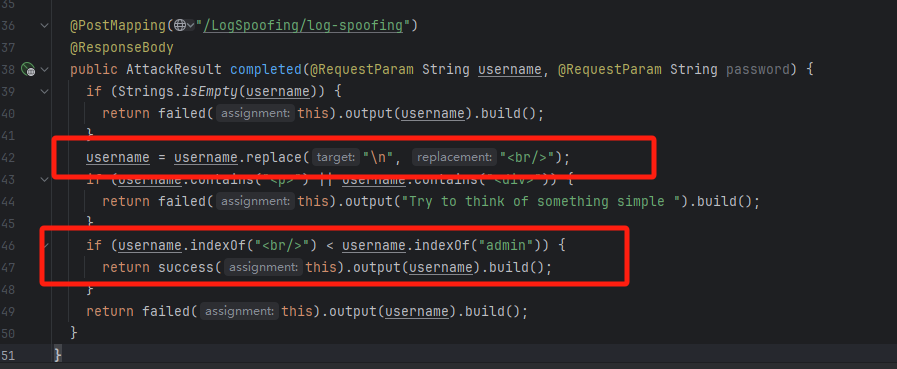 35
36 @PostMapping("/LogSpoofing/log-spoofing")
37 @ResponseBody
38 public AttackResult completed(@RequestParam String username, @RequestParam String password) {
39 if (Strings.isEmpty(username)) {
40 return failed( assignment: this).output(username).build();
41 }
42 username = username.replace( target: "\n", replacement: "<br/>");
43 if (username.contains("<p>") || username.contains("<div>")) {
44 return failed( assignment: this).output("Try to think of something simple ").build();
45 }
46 if (username.indexOf("<br/>") < username.indexOf("admin")) {
47 return success( assignment: this).output(username).build();
48 }
49 return failed( assignment: this).output(username).build();
50 }
51 }